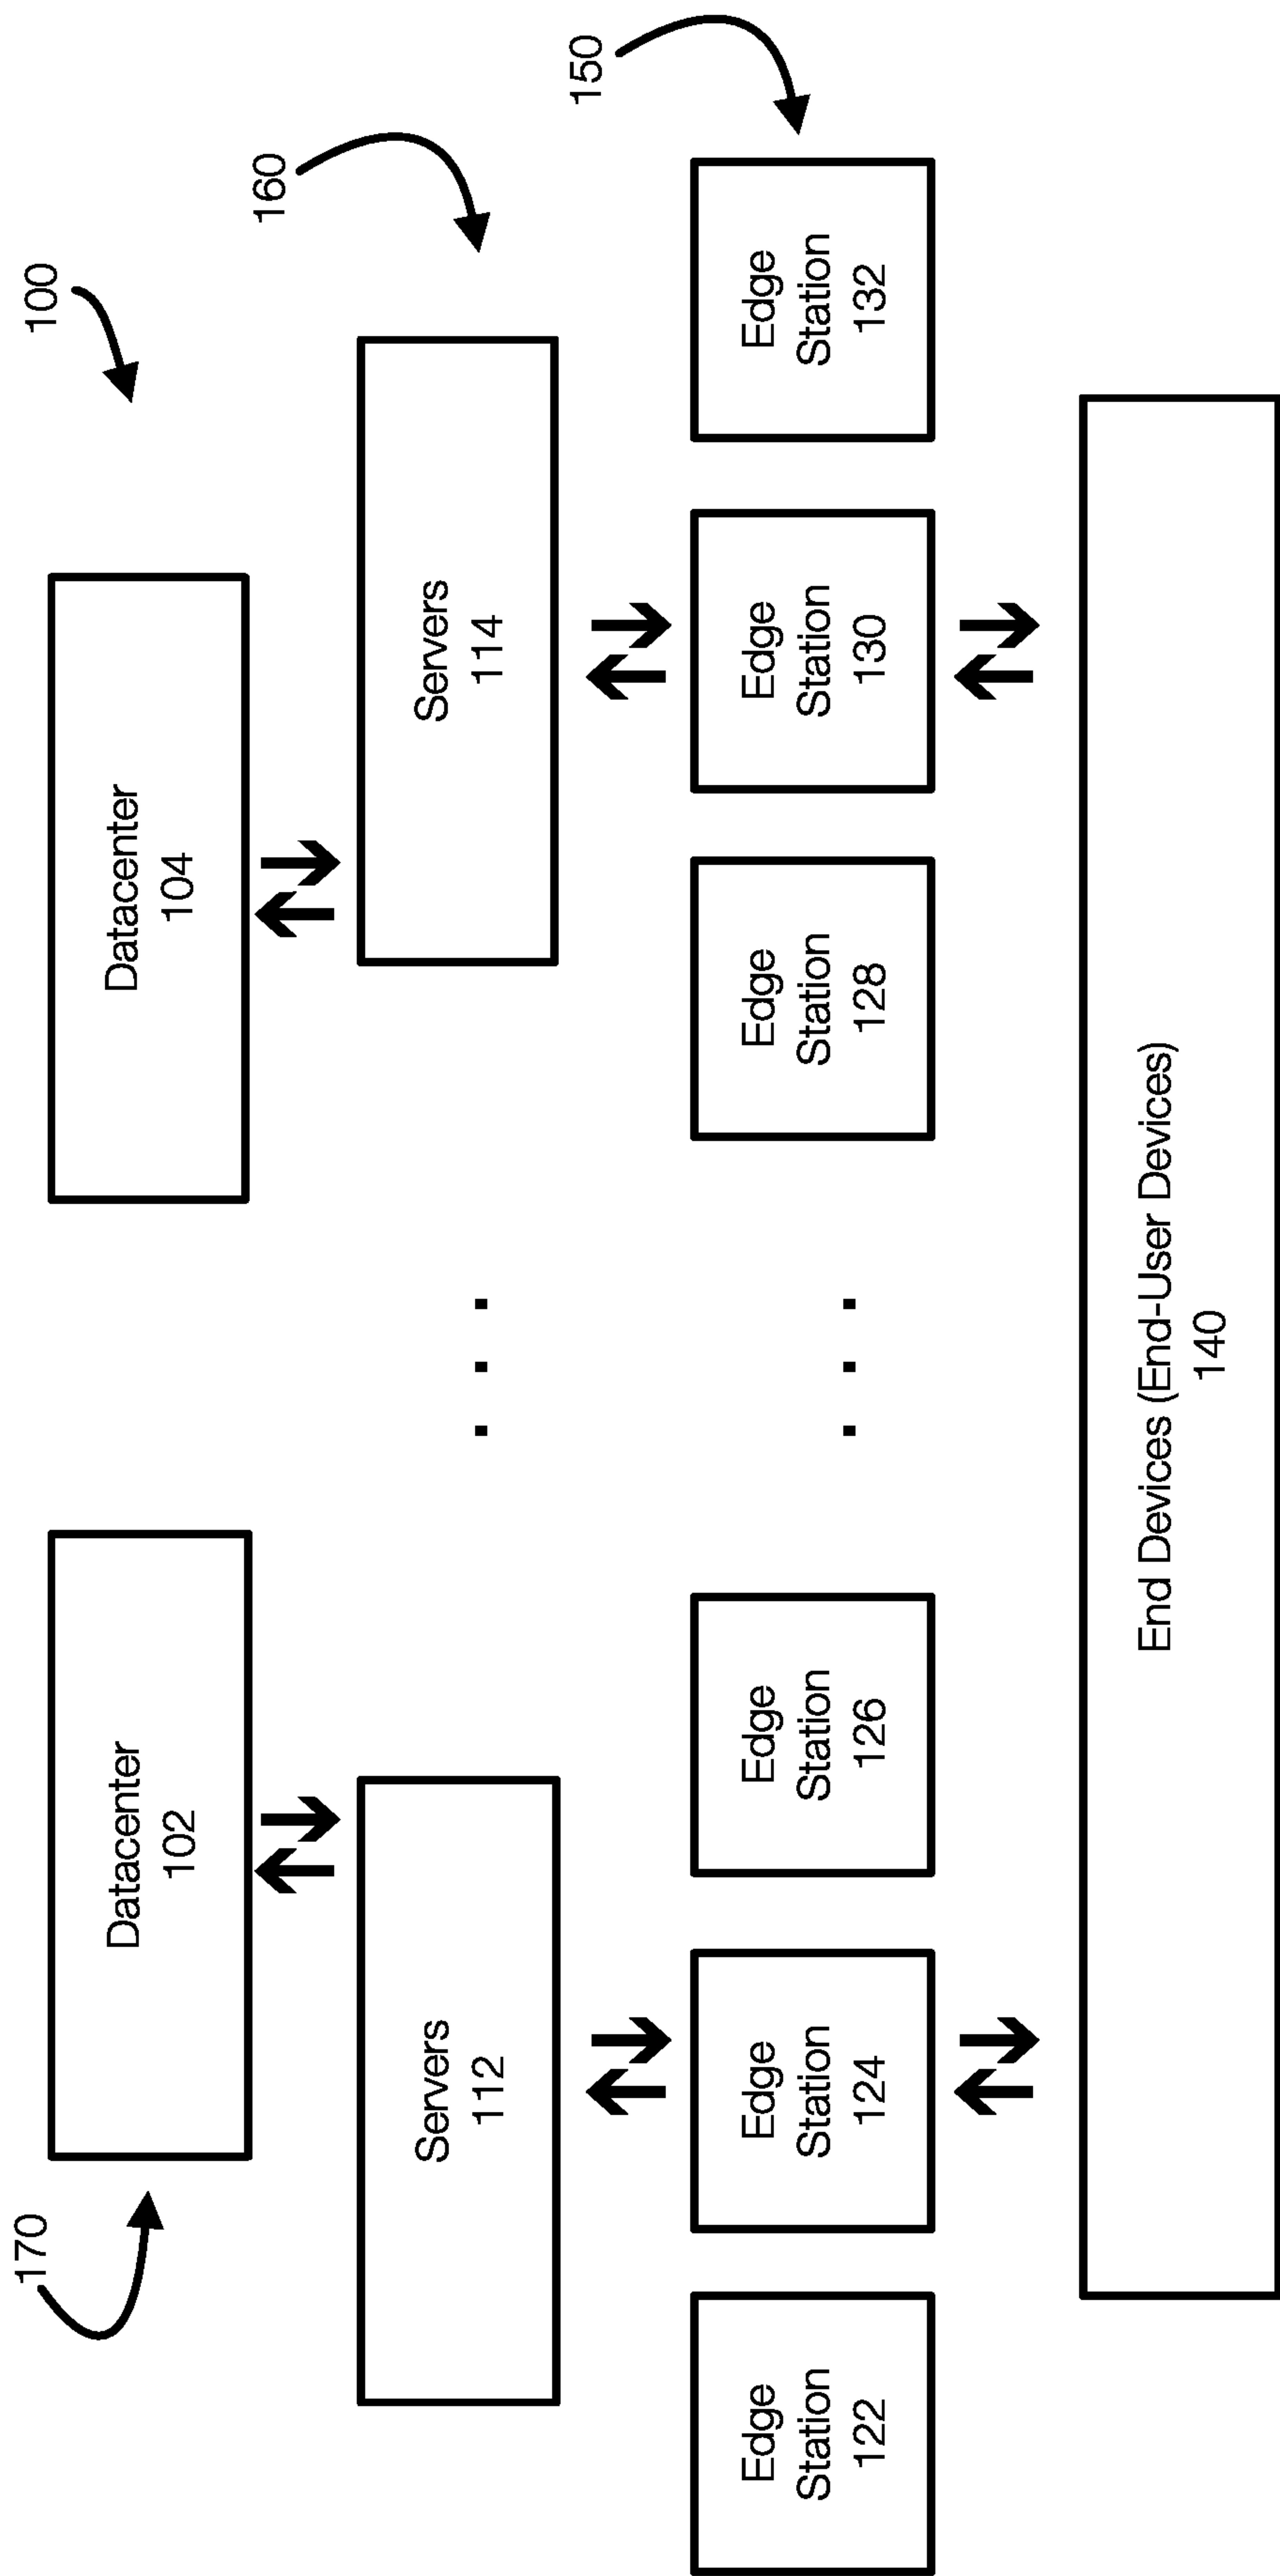 170
100
Datacenter
102
Datacenter
104
160
Servers
112
Servers
114
150
Edge
Station
122
Edge
Station
124
Edge
Station
126
Edge
Station
128
Edge
Station
130
Edge
Station
132
. . .
. . .
End Devices (End-User Devices)
140